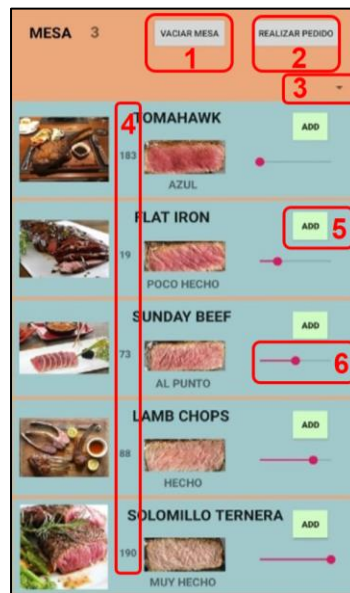 MESA 3 VACIAR MESA REALIZAR PEDIDO
1 2
3
4 TOMAHAWK
ADD
183
AZUL
FLAT IRON
ADD 5
19
POCO HECHO
SUNDAY BEEF
ADD
73 6
AL PUNTO
LAMB CHOPS
ADD
88
HECHO
SOLOMILLO TERNERA
ADD
190
MUY HECHO